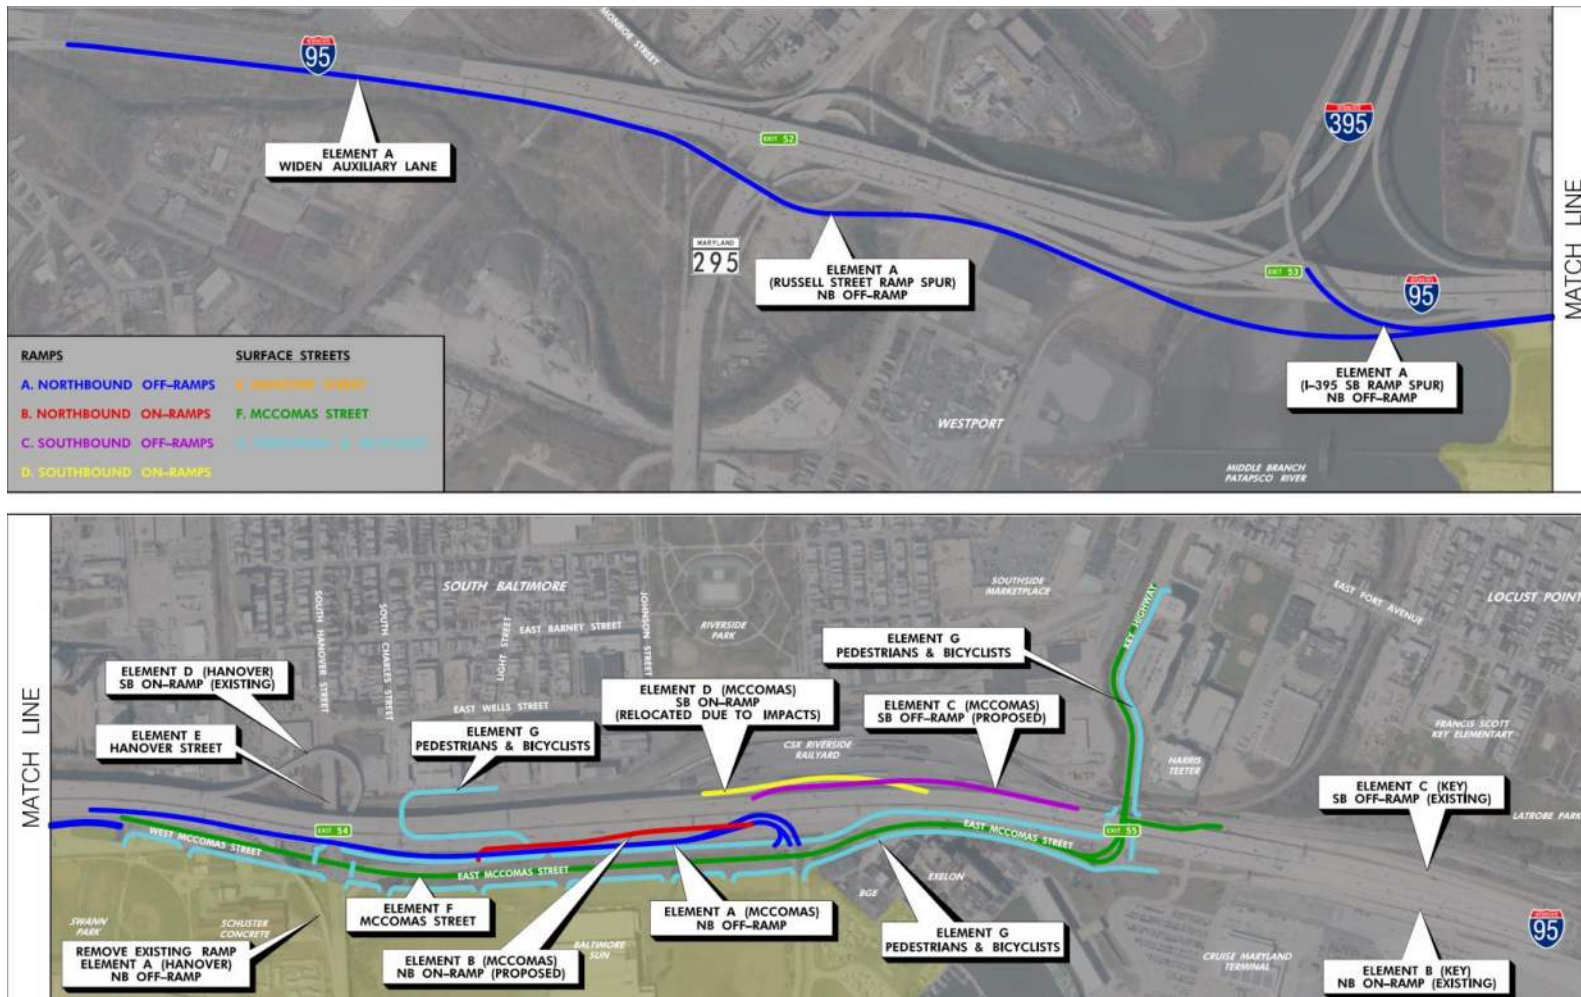 INTERSTATE
95
MONROE STREET
INTERSTATE
395
EXIT 52
ELEMENT A
WIDEN AUXILIARY LANE
MARYLAND
295
ELEMENT A
(RUSSELL STREET RAMP SPUR)
NB OFF-RAMP
EXIT 53
INTERSTATE
95
ELEMENT A
(I-395 SB RAMP SPUR)
NB OFF-RAMP
WESTPORT
MIDDLE BRANCH
PATAPSCO RIVER
MATCH LINE
RAMPS
A. NORTHBOUND OFF-RAMPS
B. NORTHBOUND ON-RAMPS
C. SOUTHBOUND OFF-RAMPS
D. SOUTHBOUND ON-RAMPS
SURFACE STREETS
E. HANOVER STREET
F. MCCOMAS STREET
G. PEDESTRIANS & BICYCLISTS
MATCH LINE
SOUTH BALTIMORE
SOUTH HANOVER STREET
SOUTH CHARLES STREET
LIGHT STREET
EAST BARNEY STREET
JOHNSON STREET
RIVERSIDE
PARK
SOUTHSIDE
MARKETPLACE
KEY HIGHWAY
EAST FORT AVENUE
LOCUST POINT
ELEMENT D (HANOVER)
SB ON-RAMP (EXISTING)
ELEMENT E
HANOVER STREET
EAST WELLS STREET
ELEMENT G
PEDESTRIANS & BICYCLISTS
ELEMENT D (MCCOMAS)
SB ON-RAMP
(RELOCATED DUE TO IMPACTS)
CSX RIVERSIDE
RAILYARD
ELEMENT G
PEDESTRIANS & BICYCLISTS
ELEMENT C (MCCOMAS)
SB OFF-RAMP (PROPOSED)
HARRIS
TEETER
FRANCIS SCOTT
KEY ELEMENTARY
ELEMENT C (KEY)
SB OFF-RAMP (EXISTING)
LATROBE PARK
EXIT 54
WEST MCCOMAS STREET
EAST MCCOMAS STREET
EAST MCCOMAS STREET
EXIT 55
SWANN
PARK
SCHUSTER
CONCRETE
REMOVE EXISTING RAMP
ELEMENT A (HANOVER)
NB OFF-RAMP
ELEMENT F
MCCOMAS STREET
ELEMENT B (MCCOMAS)
NB ON-RAMP (PROPOSED)
BALTIMORE
SUN
ELEMENT A (MCCOMAS)
NB OFF-RAMP
BGE
EXELON
ELEMENT G
PEDESTRIANS & BICYCLISTS
CRUISE MARYLAND
TERMINAL
ELEMENT B (KEY)
NB ON-RAMP (EXISTING)
INTERSTATE
95